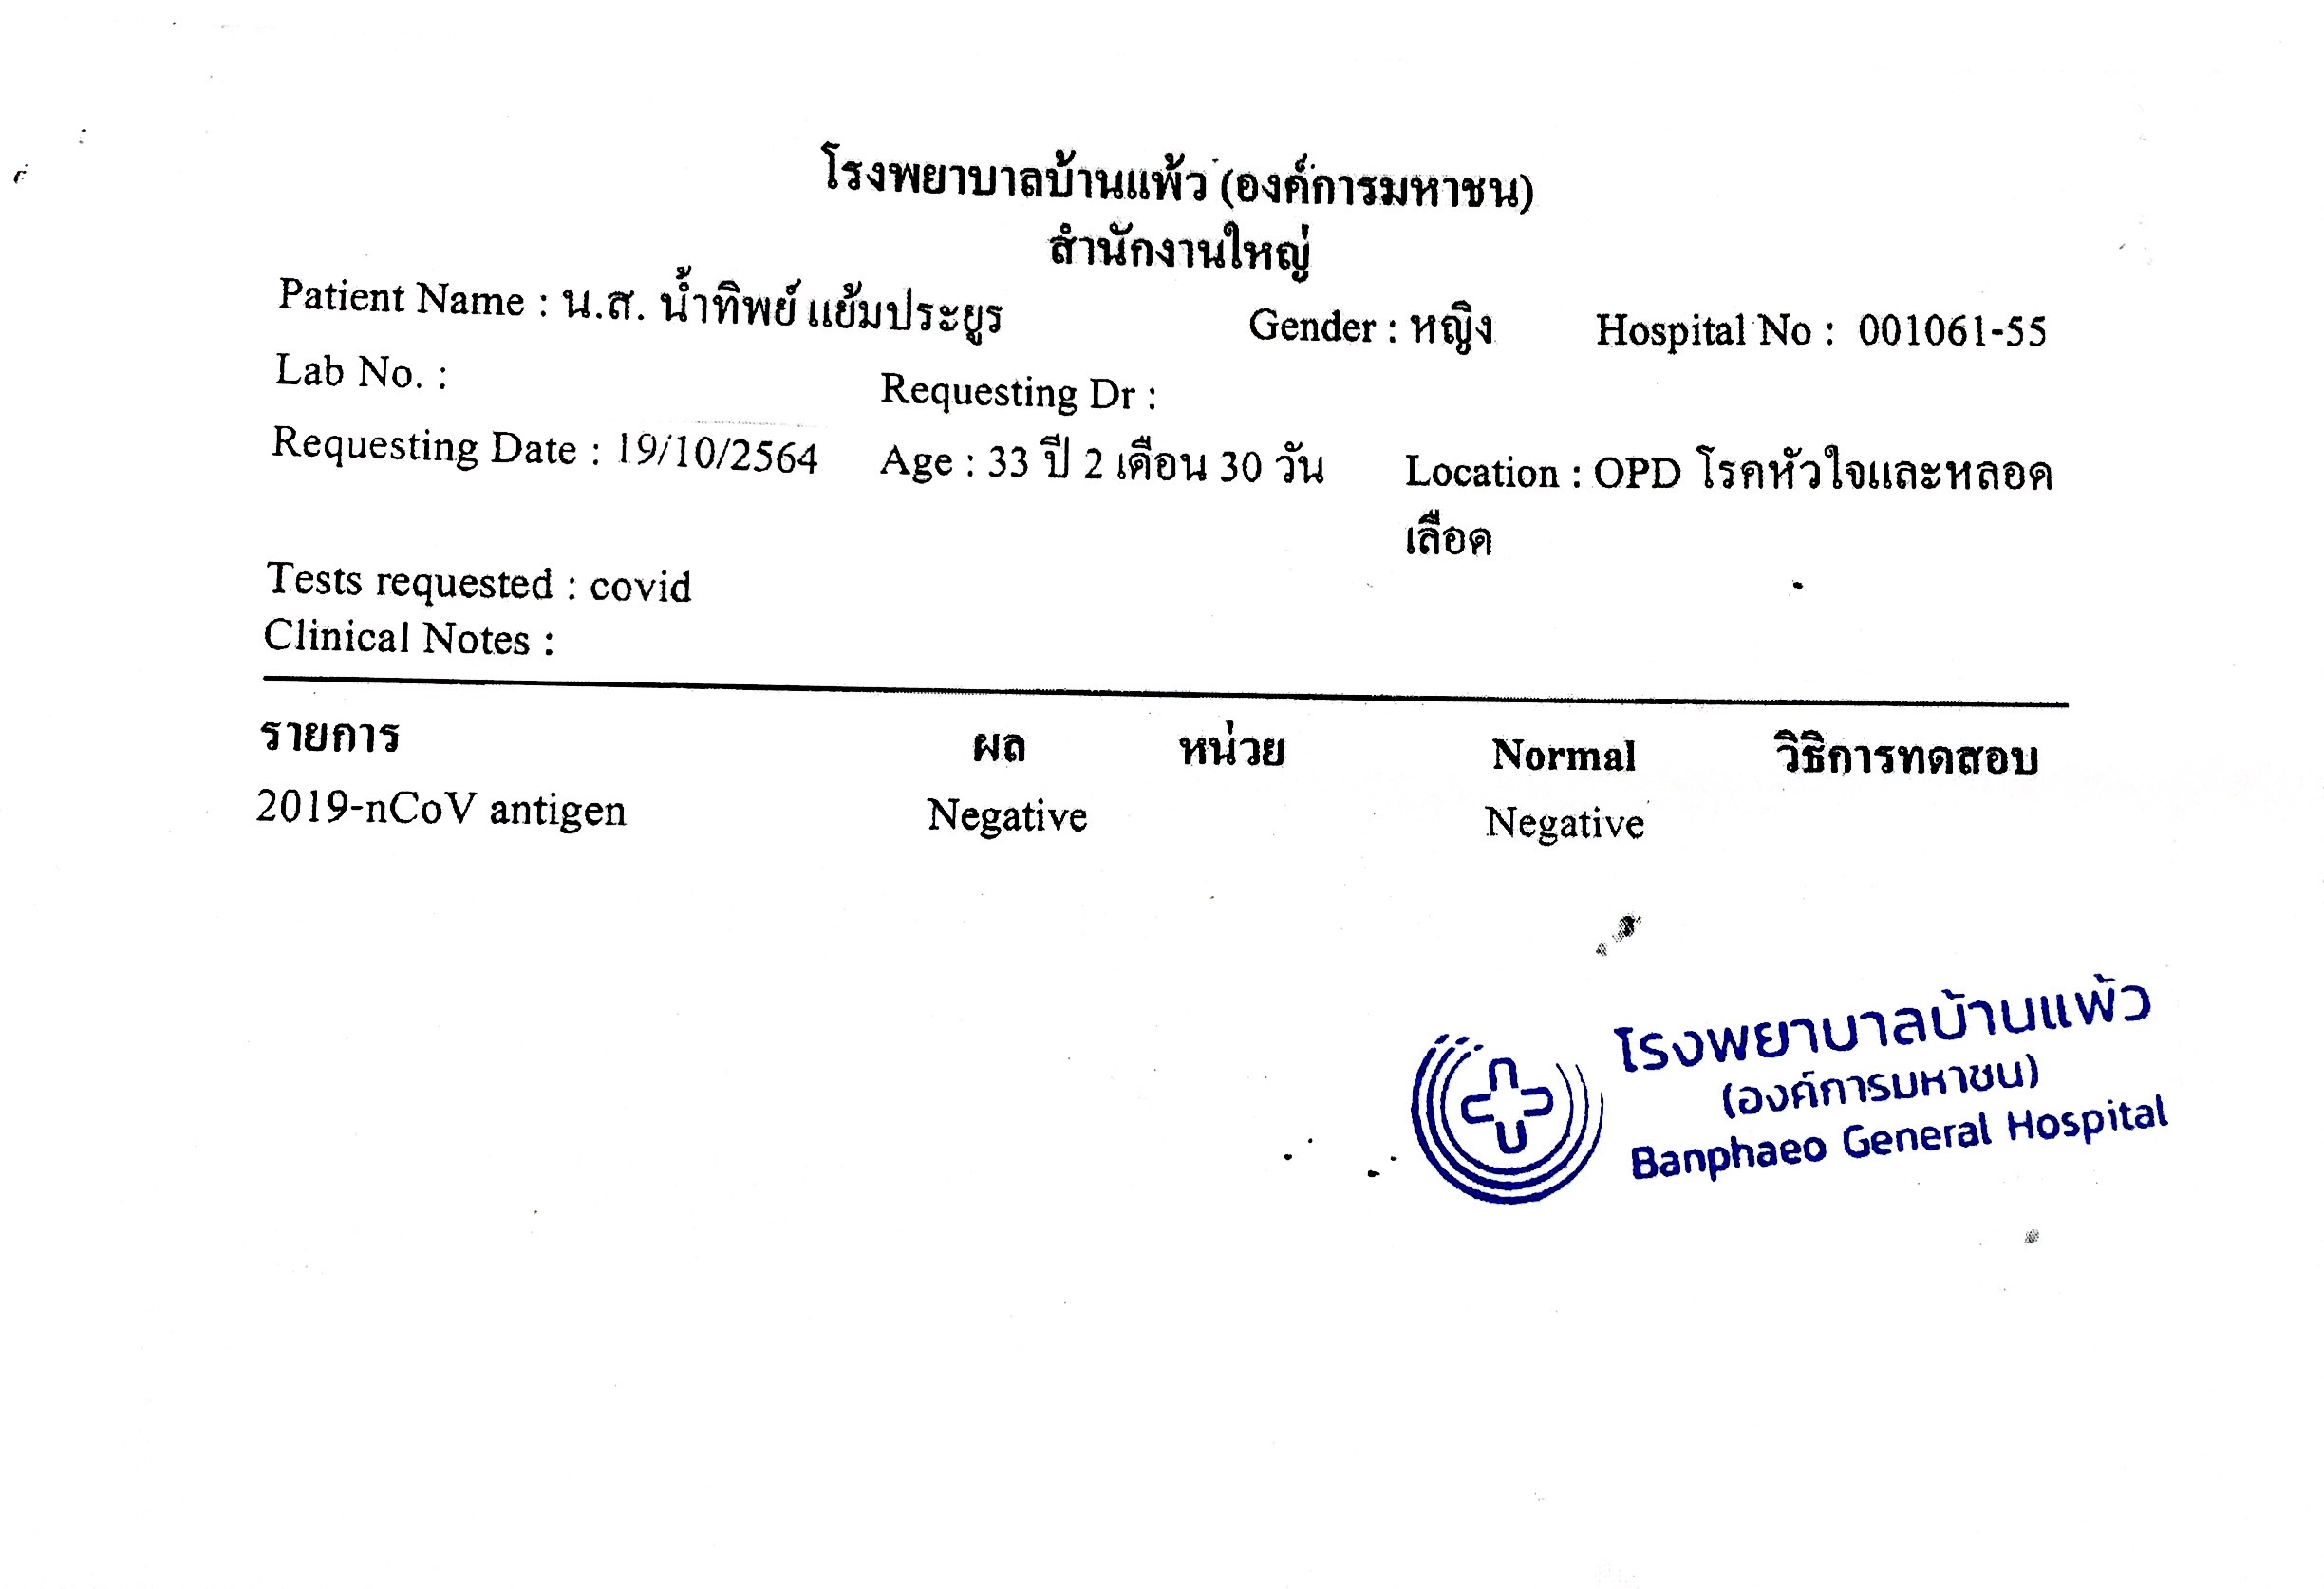 โรงพยาบาลบ้านแพ้ว (องค์การมหาชน)
สำนักงานใหญ่
Patient Name : น.ส. น้ำทิพย์ แย้มประยูร Gender : หญิง Hospital No : 001061-55
Lab No. : Requesting Dr :
Requesting Date : 19/10/2564 Age : 33 ปี 2 เดือน 30 วัน Location : OPD โรคหัวใจและหลอด
เลือด
Tests requested : covid
Clinical Notes :
รายการ ผล หน่วย Normal วิธีการทดสอบ
2019-nCoV antigen Negative Negative
โรงพยาบาลบ้านแพ้ว
(องค์การมหาชน)
Banphaeo General Hospital